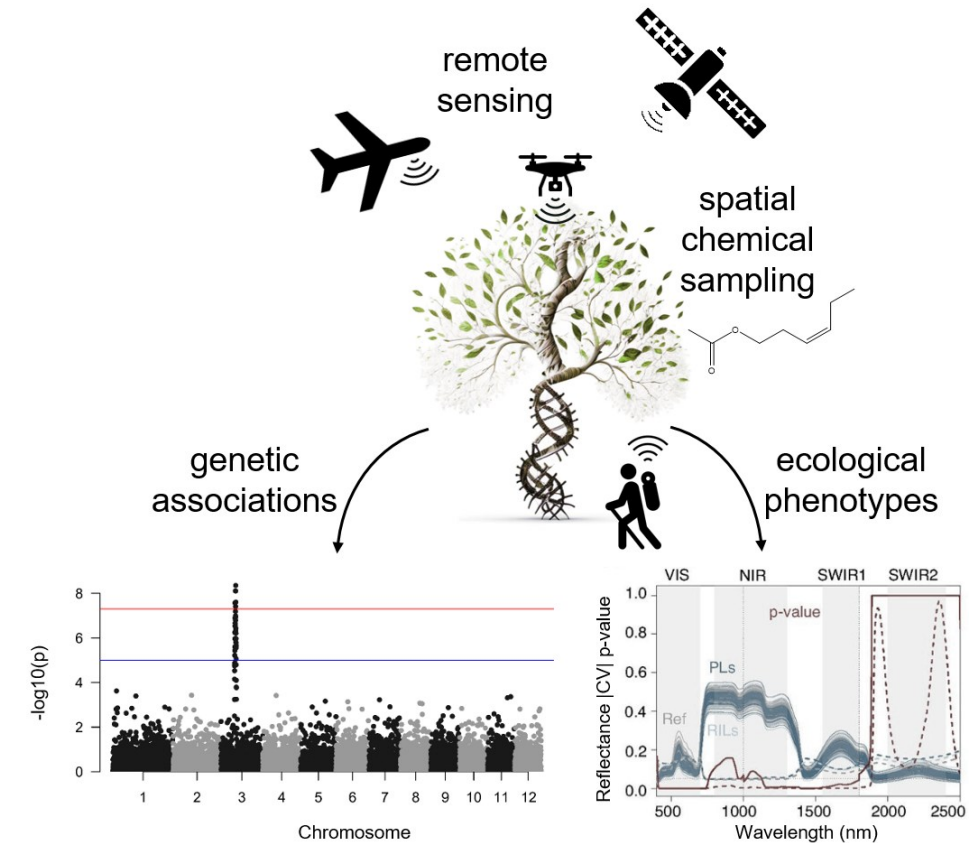 remote
sensing
spatial
chemical
sampling
O
O
genetic
associations
ecological
phenotypes
8
6
4
2
0
-log10(p)
1 2 3 4 5 6 7 8 9 10 11 12
Chromosome
VIS NIR SWIR1 SWIR2
1.0
0.8
0.6
0.4
0.2
0.0
Reflectance |CV| p-value
p-value
PLs
Ref
RILs
500 1000 1500 2000 2500
Wavelength (nm)